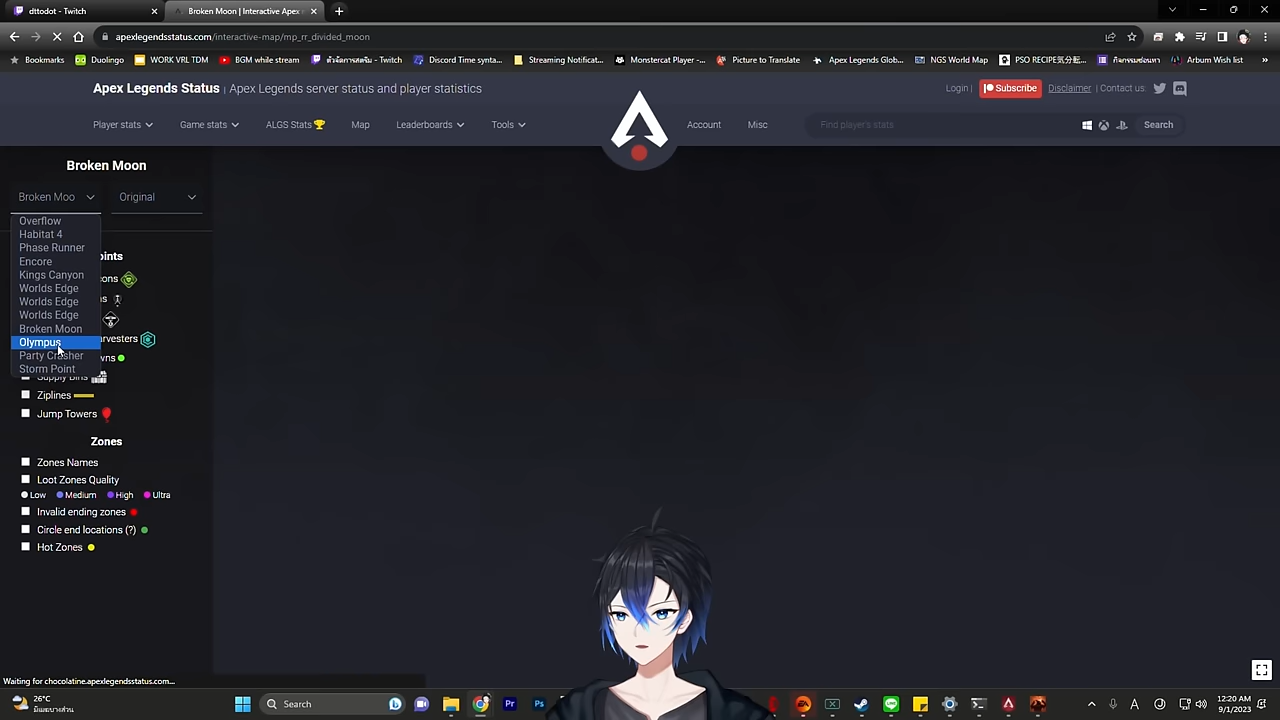 dttodot - Twitch
Broken Moon | Interactive Apex
apexlegendsstatus.com/interactive-map/mp_rr_divided_moon
Bookmarks
Duolingo
WORK VRL TDM
BGM while stream
Discord Time synta...
Streaming Notificat...
Monstercat Player -...
Picture to Translate
Apex Legends Glob...
NGS World Map
Arbum Wish list
Apex Legends Status | Apex Legends server status and player statistics
Login | Subscribe Disclaimer | Contact us:
Player stats Game stats ALGS Stats Map Leaderboards Tools Account Misc Find player's stats Search
Broken Moon
Broken Moo Original
Overflow
Habitat 4
Phase Runner
Encore
Kings Canyon
Worlds Edge
Worlds Edge
Worlds Edge
Broken Moon
Olympus
Party Crasher
Storm Point
oints
cons
s
arvesters
wns
Supply Bins
Ziplines
Jump Towers
Zones
Zones Names
Loot Zones Quality
Low Medium High Ultra
Invalid ending zones
Circle end locations (?)
Hot Zones
Waiting for chocolatine.apexlegendsstatus.com...
26°C
Search
12:20 AM
9/1/2023